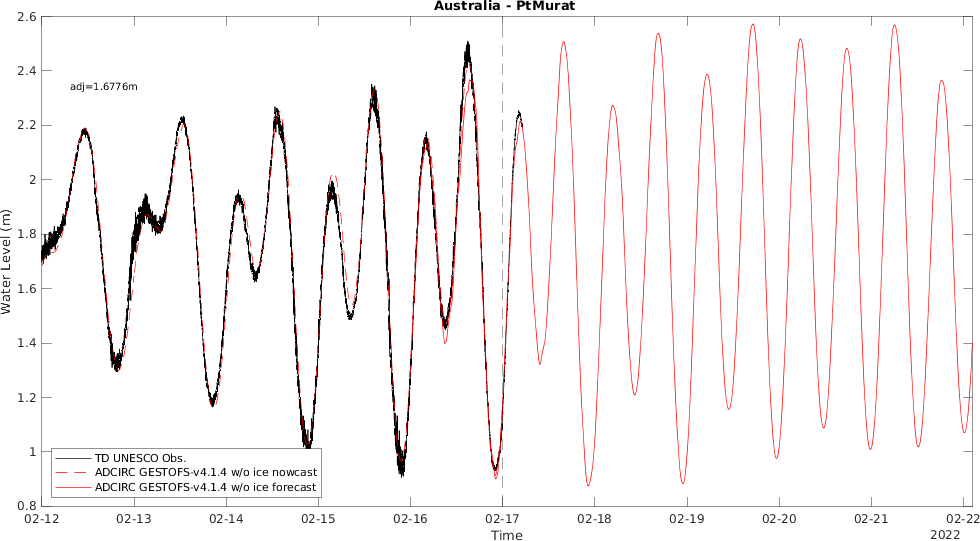 Australia - PtMurat
2.6
2.4
adj=1.6776m
2.2
2
1.8
Water Level (m)
1.6
1.4
1.2
1
TD UNESCO Obs.
ADCIRC GESTOFS-v4.1.4 w/o ice nowcast
ADCIRC GESTOFS-v4.1.4 w/o ice forecast
0.8
02-12 02-13 02-14 02-15 02-16 02-17 02-18 02-19 02-20 02-21 02-22
Time 2022